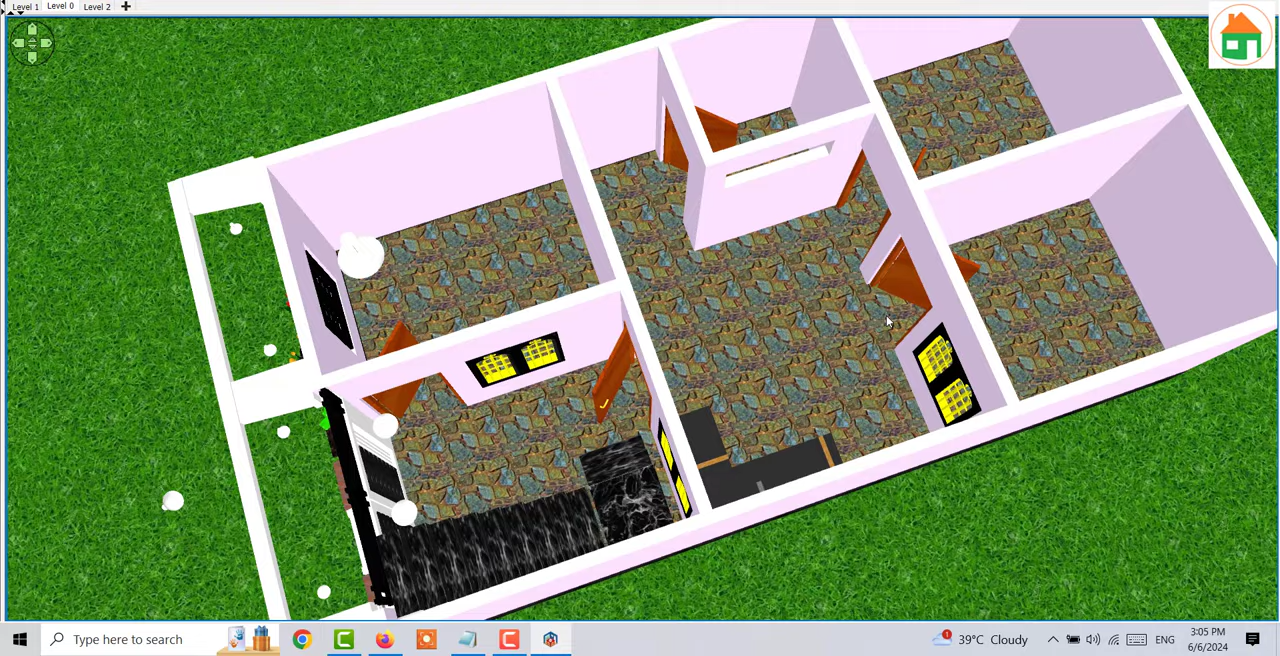 Level 1 Level 0 Level 2
Type here to search
1
39°C Cloudy
ENG
3:05 PM
6/6/2024